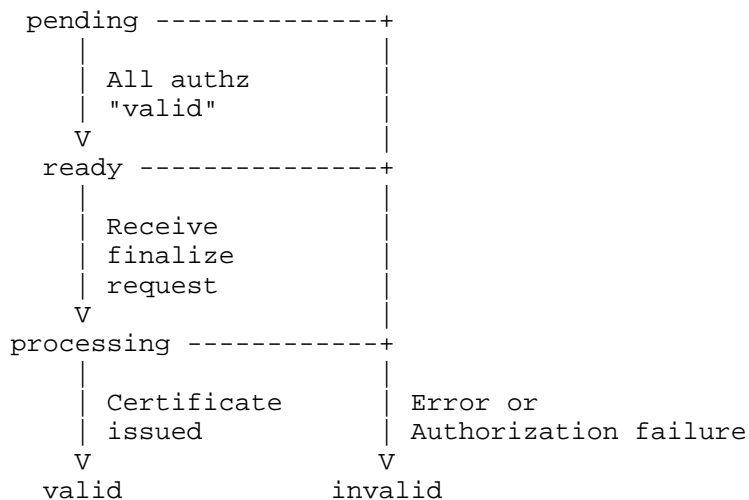 pending --------------+
|                  |
| All authz        |
| "valid"          |
V                  |
ready ---------------+
|                  |
| Receive          |
| finalize         |
| request          |
V                  |
processing ------------+
|                  |
| Certificate      | Error or
| issued           | Authorization failure
V                  V
valid             invalid